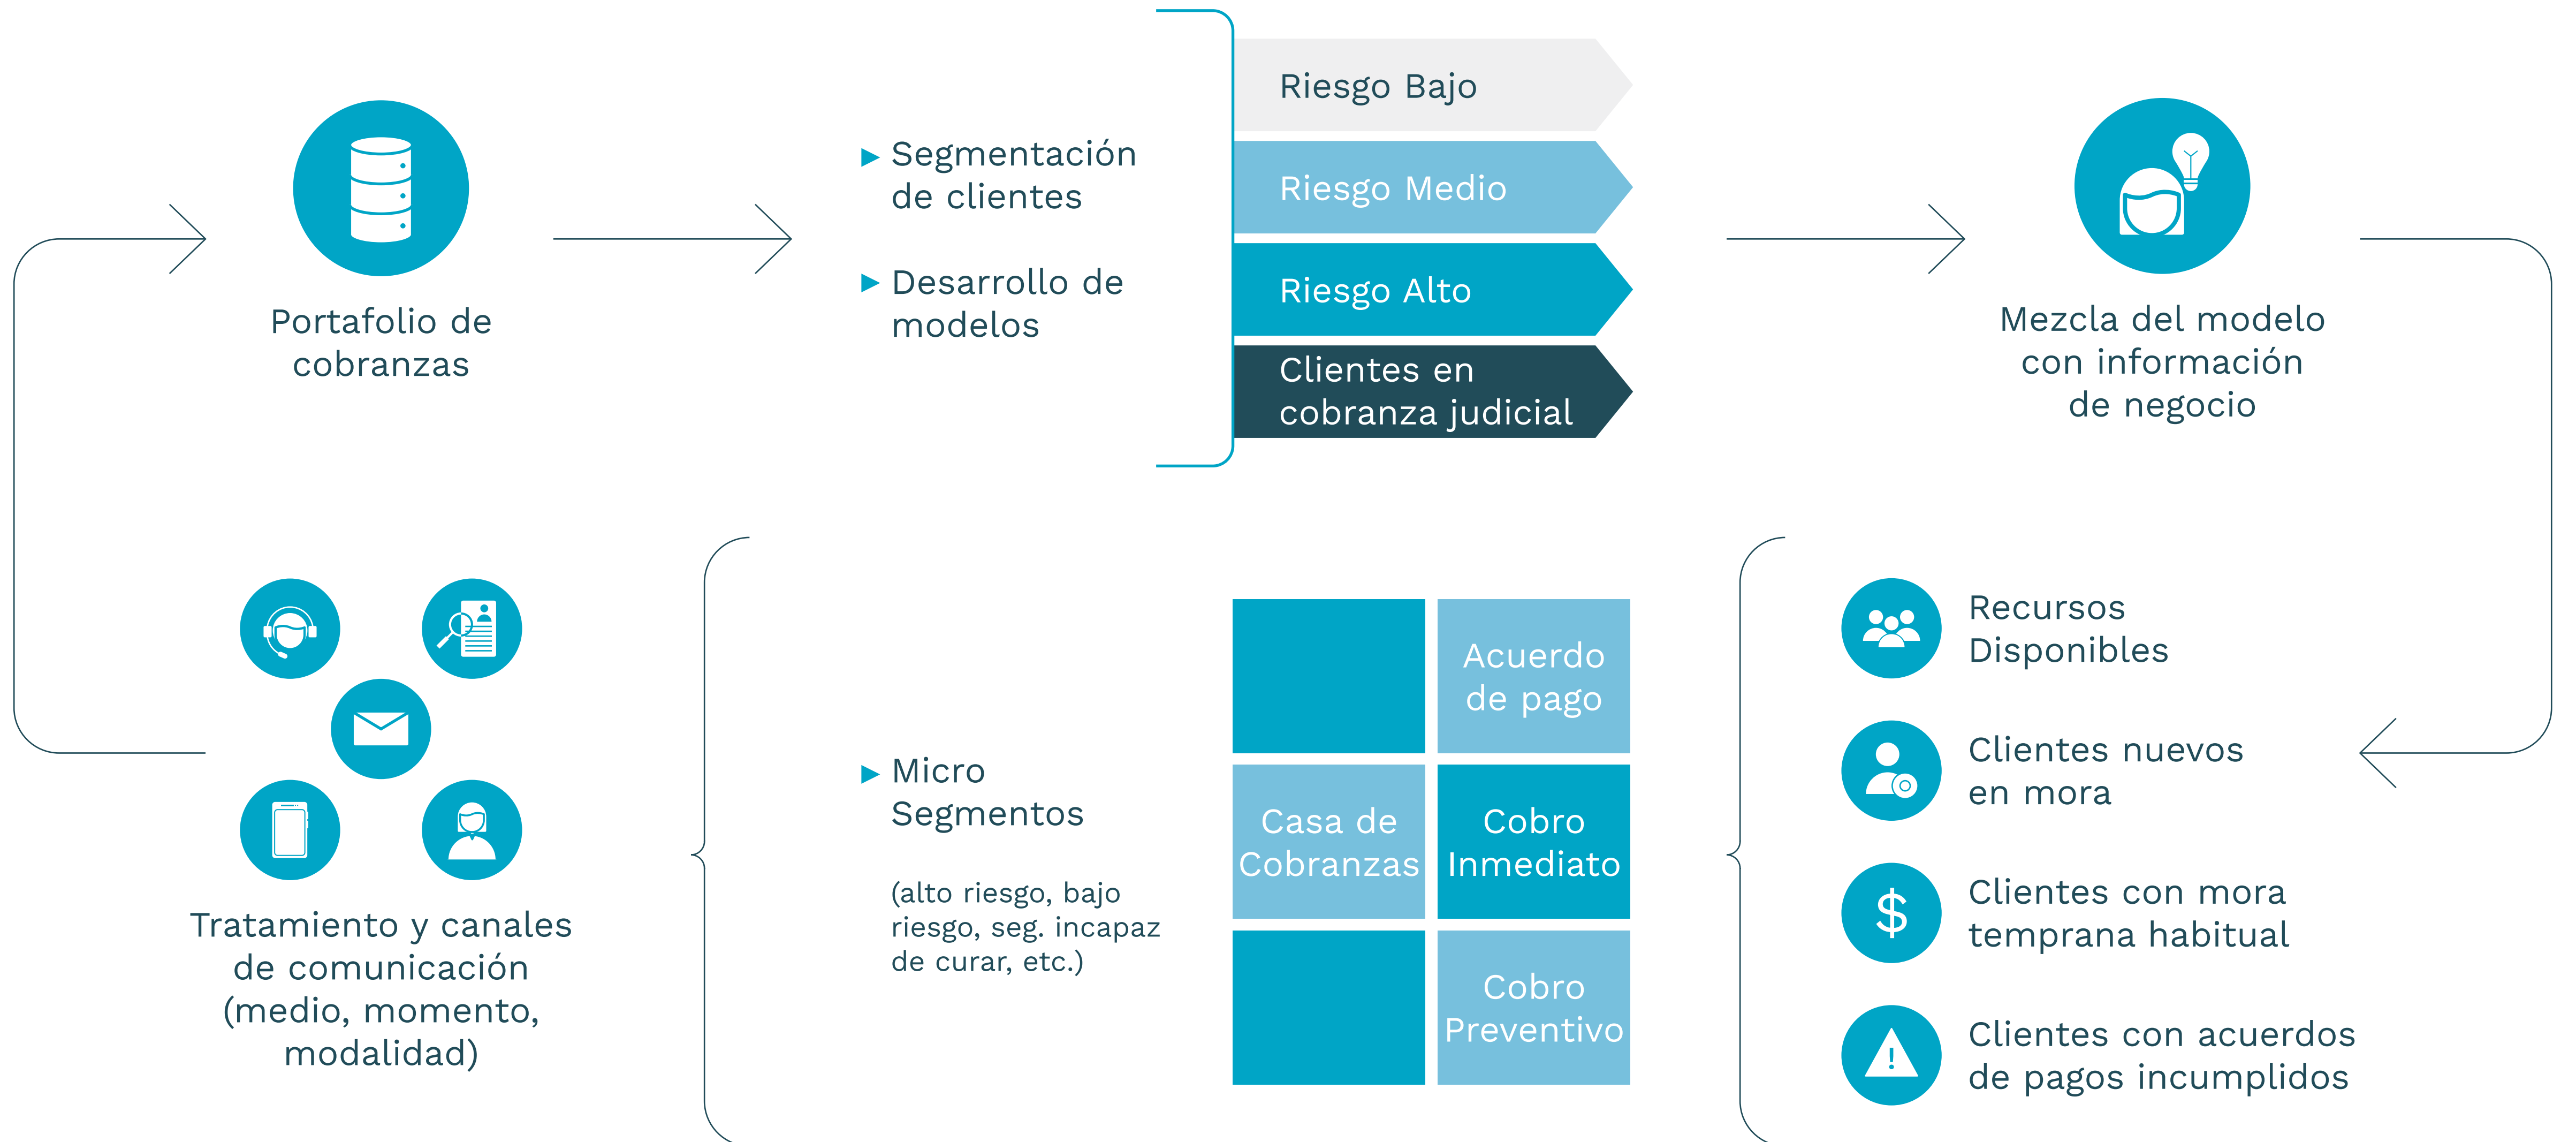 Portafolio de
cobranzas
Segmentación
de clientes
Desarrollo de
modelos
Riesgo Bajo
Riesgo Medio
Riesgo Alto
Clientes en
cobranza judicial
Mezcla del modelo
con información
de negocio
Recursos
Disponibles
Clientes nuevos
en mora
$
Clientes con mora
temprana habitual
!
Clientes con acuerdos
de pagos incumplidos
Micro
Segmentos
(alto riesgo, bajo
riesgo, seg. incapaz
de curar, etc.)
Acuerdo
de pago
Casa de
Cobranzas
Cobro
Inmediato
Cobro
Preventivo
Tratamiento y canales
de comunicación
(medio, momento,
modalidad)